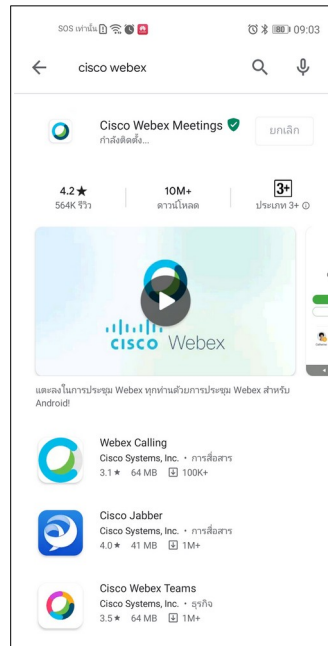 SOS เท่านั้น 80 09:03
cisco webex
Cisco Webex Meetings
กำลังติดตั้ง...
ยกเลิก
4.2★ 10M+ 3+
564K รีวิว ดาวน์โหลด ประเภท 3+
CISCO Webex
แตะลงในการประชุม Webex ทุกท่านด้วยการประชุม Webex สำหรับ
Android!
Webex Calling
Cisco Systems, Inc. • การสื่อสาร
3.1★ 64 MB 100K+
Cisco Jabber
Cisco Systems, Inc. • การสื่อสาร
4.0★ 41 MB 1M+
Cisco Webex Teams
Cisco Systems, Inc. • ธุรกิจ
3.5★ 64 MB 1M+